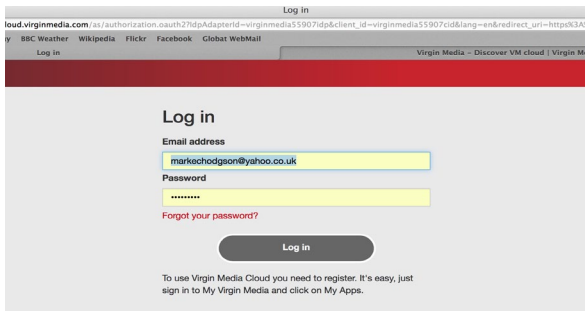 Log in
loud.virginmedia.com/as/authorization.oauth2?IdpAdapterId=virginmedia55907idp&client_id=virginmedia55907cid&lang=en&redirect_uri=https%3A%
BBC Weather Wikipedia Flickr Facebook Globat WebMail
Log in Virgin Media – Discover VM cloud | Virgin M
Log in
Email address
markechodgson@yahoo.co.uk
Password
•••••••••
Forgot your password?
Log in
To use Virgin Media Cloud you need to register. It's easy, just
sign in to My Virgin Media and click on My Apps.